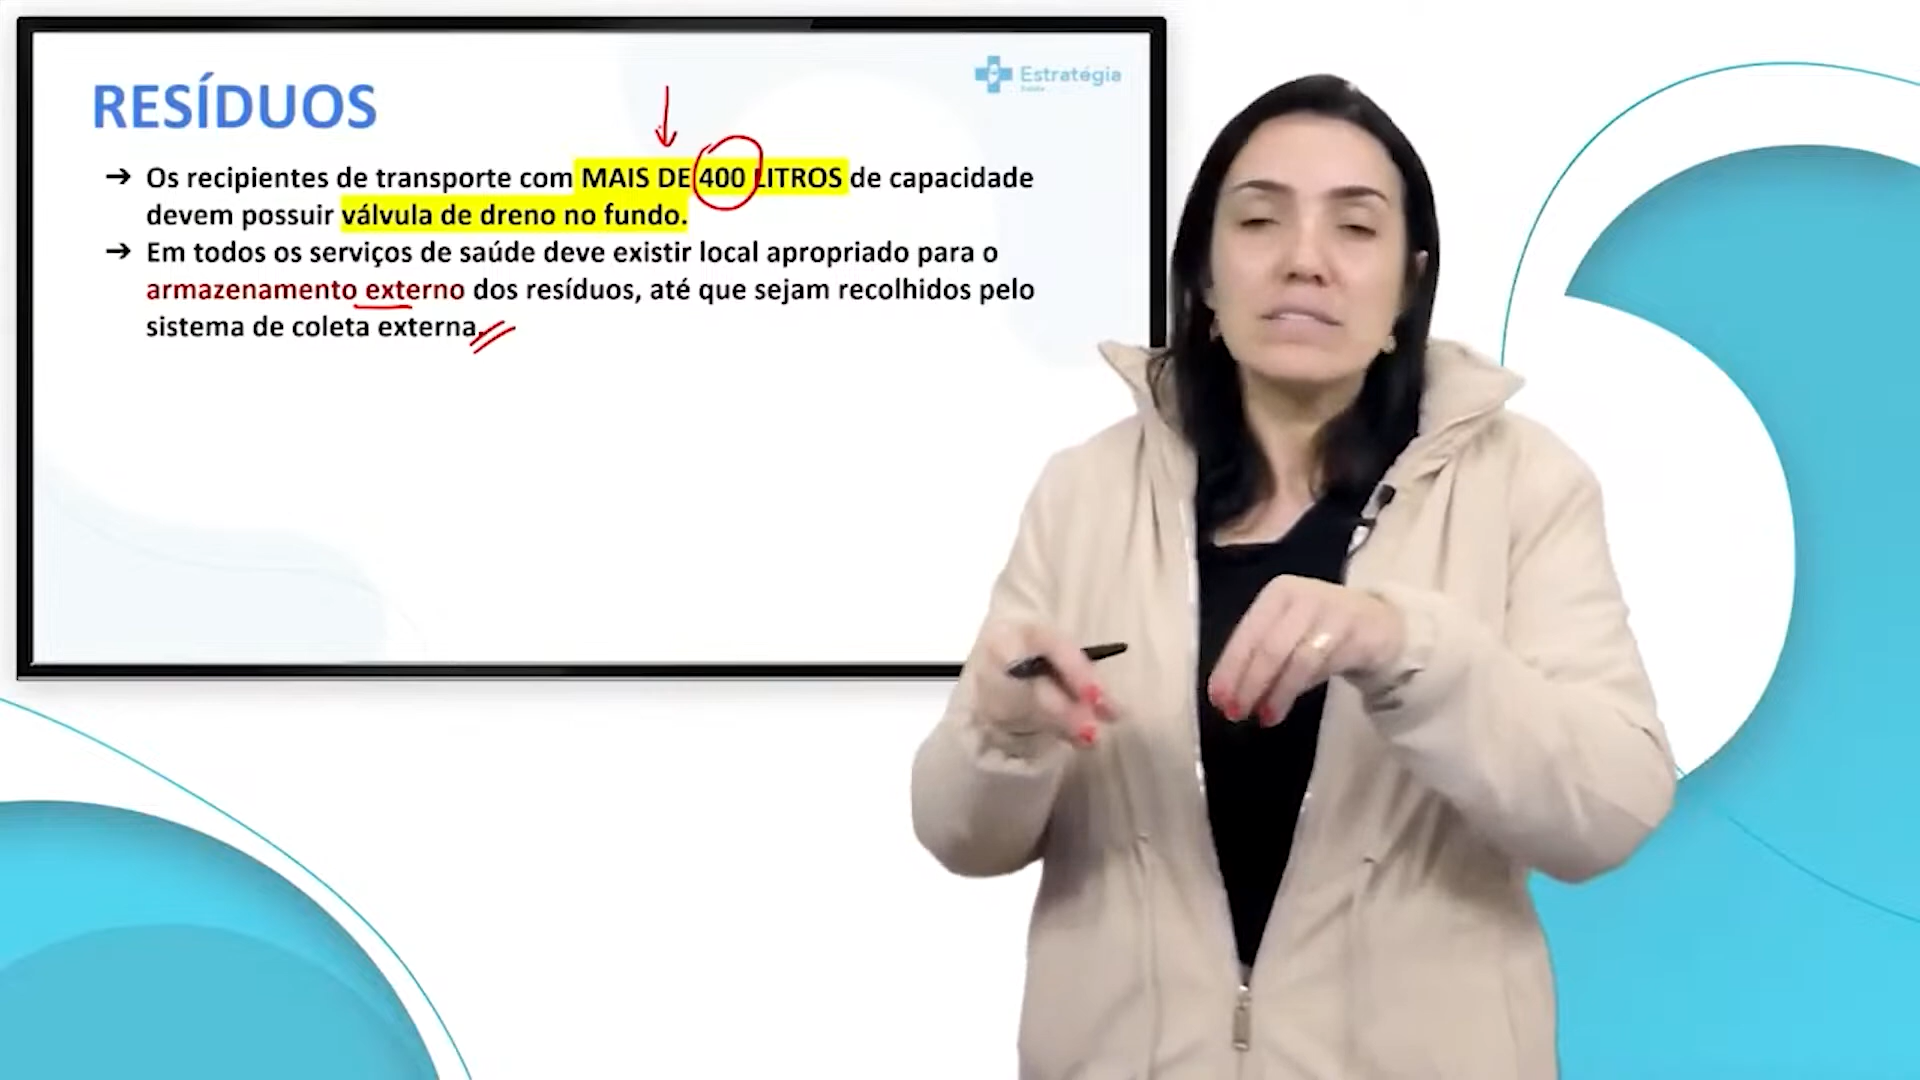 Estratégia
RESÍDUOS
➔ Os recipientes de transporte com MAIS DE 400 LITROS de capacidade
devem possuir válvula de dreno no fundo.
➔ Em todos os serviços de saúde deve existir local apropriado para o
armazenamento externo dos resíduos, até que sejam recolhidos pelo
sistema de coleta externa.